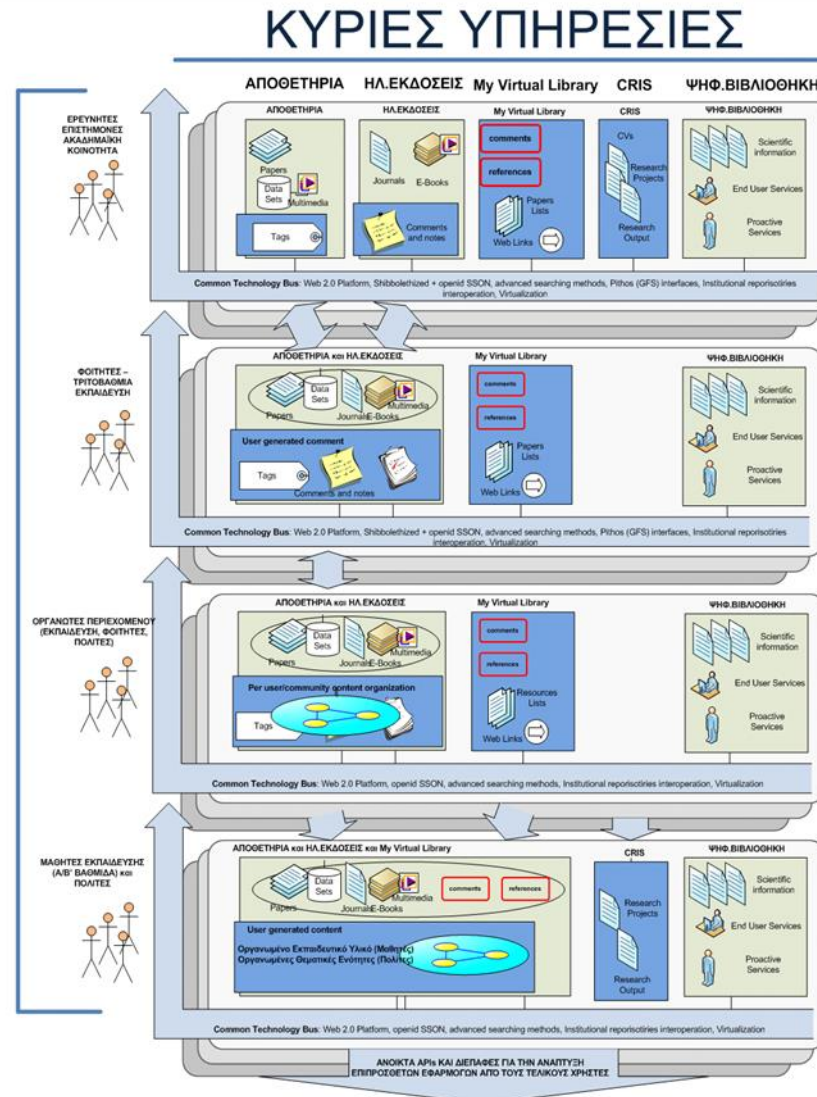 ΚΥΡΙΕΣ ΥΠΗΡΕΣΙΕΣ
ΑΠΟΘΕΤΗΡΙΑ
ΗΛ.ΕΚΔΟΣΕΙΣ
My Virtual Library
CRIS
ΨΗΦ.ΒΙΒΛΙΟΘΗΚΗ
ΕΡΕΥΝΗΤΕΣ
ΕΠΙΣΤΗΜΟΝΕΣ
ΑΚΑΔΗΜΑΪΚΗ
ΚΟΙΝΟΤΗΤΑ
ΑΠΟΘΕΤΗΡΙΑ
Papers
Data
Sets
Multimedia
Tags
ΗΛ.ΕΚΔΟΣΕΙΣ
Journals
E-Books
Comments
and notes
My Virtual Library
comments
references
Papers
Lists
Web Links
CRIS
CVs
Research
Projects
Research
Output
ΨΗΦ.ΒΙΒΛΙΟΘΗΚΗ
Scientific
information
End User Services
Proactive
Services
Common Technology Bus: Web 2.0 Platform, Shibbolethized + openid SSON, advanced searching methods, Pithos (GFS) interfaces, Institutional reporisotiries
interoperation, Virtualization
ΦΟΙΤΗΤΕΣ –
ΤΡΙΤΟΒΑΘΜΙΑ
ΕΚΠΑΙΔΕΥΣΗ
ΑΠΟΘΕΤΗΡΙΑ και ΗΛ.ΕΚΔΟΣΕΙΣ
Papers
Data
Sets
Journals
E-Books
Multimedia
User generated comment
Tags
Comments and notes
My Virtual Library
comments
references
Papers
Lists
Web Links
ΨΗΦ.ΒΙΒΛΙΟΘΗΚΗ
Scientific
information
End User Services
Proactive
Services
Common Technology Bus: Web 2.0 Platform, Shibbolethized + openid SSON, advanced searching methods, Pithos (GFS) interfaces, Institutional reporisotiries
interoperation, Virtualization
ΟΡΓΑΝΩΤΕΣ ΠΕΡΙΕΧΟΜΕΝΟΥ
(ΕΚΠΑΙΔΕΥΣΗ, ΦΟΙΤΗΤΕΣ,
ΠΟΛΙΤΕΣ)
ΑΠΟΘΕΤΗΡΙΑ και ΗΛ.ΕΚΔΟΣΕΙΣ
Papers
Data
Sets
Journals
E-Books
Multimedia
Per user/community content organization
Tags
My Virtual Library
comments
references
Resources
Lists
Web Links
ΨΗΦ.ΒΙΒΛΙΟΘΗΚΗ
Scientific
information
End User Services
Proactive
Services
Common Technology Bus: Web 2.0 Platform, openid SSON, advanced searching methods, Institutional reporisotiries interoperation, Virtualization
ΜΑΘΗΤΕΣ ΕΚΠΑΙΔΕΥΣΗΣ
(Α/Β' ΒΑΘΜΙΔΑ) και
ΠΟΛΙΤΕΣ
ΑΠΟΘΕΤΗΡΙΑ και ΗΛ.ΕΚΔΟΣΕΙΣ και My Virtual Library
Papers
Data
Sets
Journals
E-Books
Multimedia
comments
references
User generated content
Οργανωμένο Εκπαιδευτικό Υλικό (Μαθητές)
Οργανωμένες Θεματικές Ενότητες (Πολίτες)
CRIS
Research
Projects
Research
Output
ΨΗΦ.ΒΙΒΛΙΟΘΗΚΗ
Scientific
information
End User Services
Proactive
Services
Common Technology Bus: Web 2.0 Platform, openid SSON, advanced searching methods, Institutional reporisotiries interoperation, Virtualization
ΑΝΟΙΚΤΑ APIs ΚΑΙ ΔΙΕΠΑΦΕΣ ΓΙΑ ΤΗΝ ΑΝΑΠΤΥΞΗ
ΕΠΙΠΡΟΣΘΕΤΩΝ ΕΦΑΡΜΟΓΩΝ ΑΠΟ ΤΟΥΣ ΤΕΛΙΚΟΥΣ ΧΡΗΣΤΕΣ